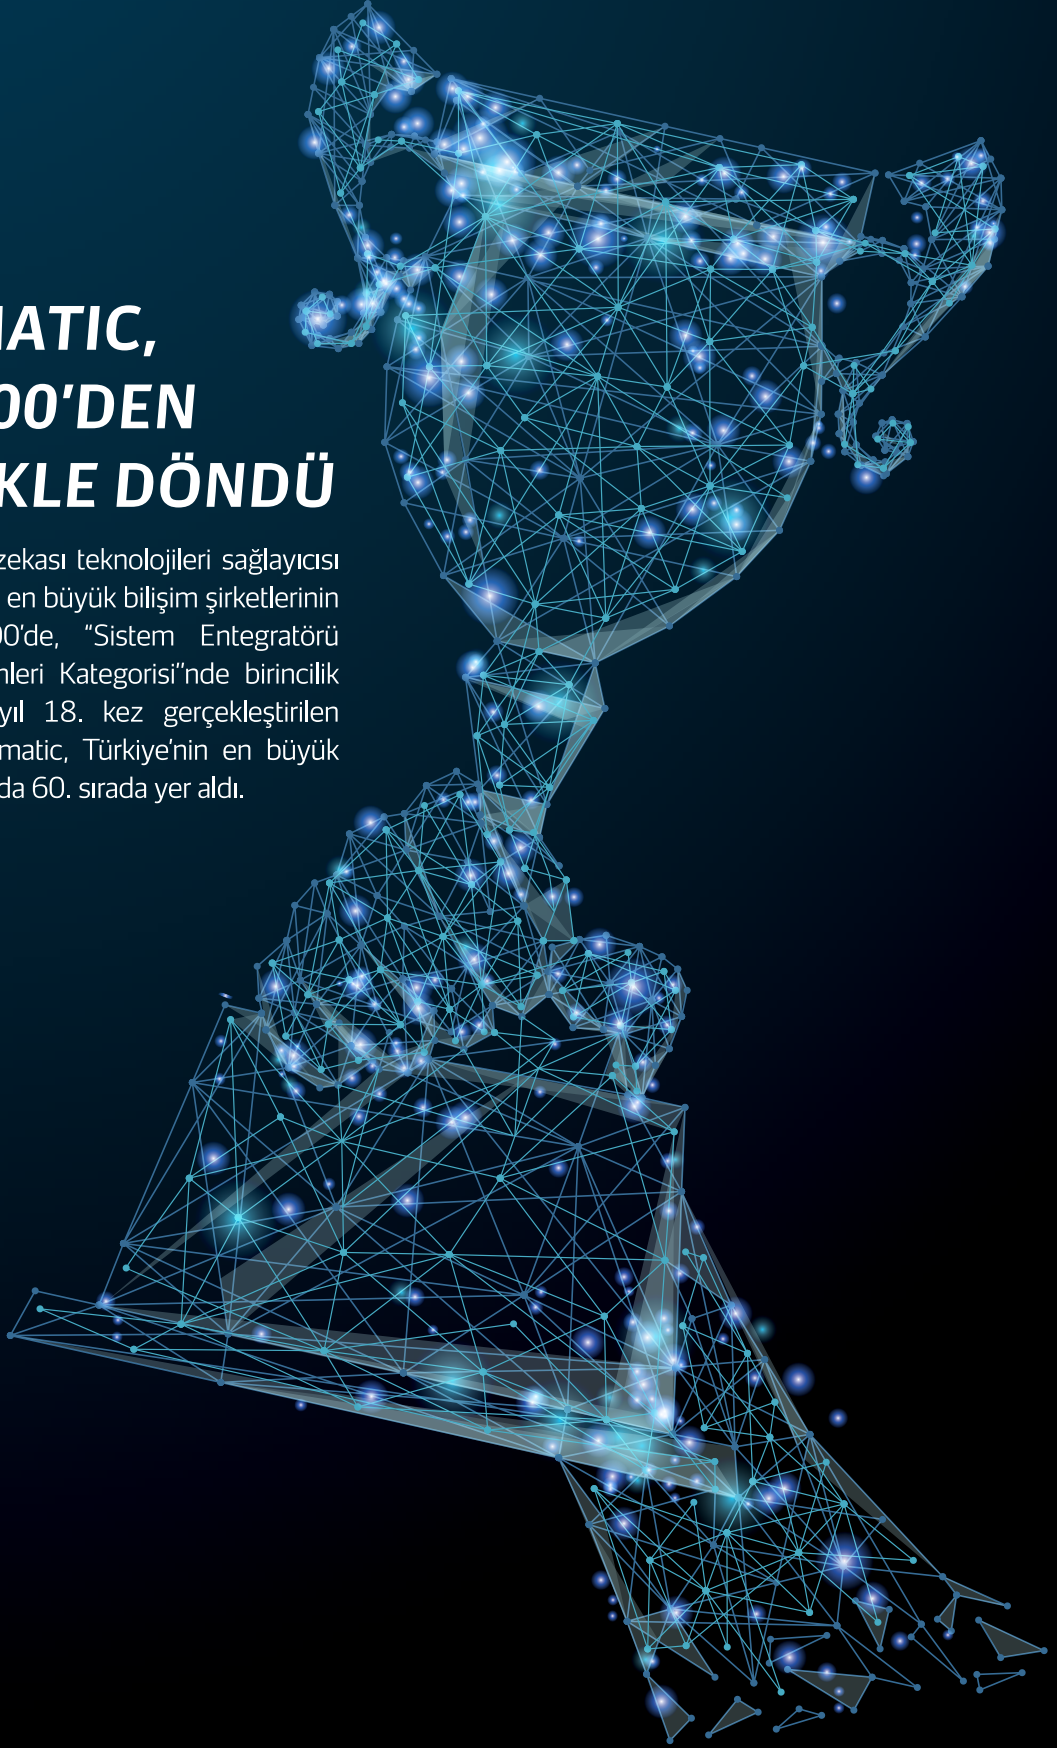 MATIC,
00'DEN
KLE DÖNDÜ
zekası teknolojileri sağlayıcısı
en büyük bilişim şirketlerinin
00'de, "Sistem Entegratörü
nleri Kategorisi"nde birincilik
yıl 18. kez gerçekleştirilen
matic, Türkiye'nin en büyük
da 60. sırada yer aldı.